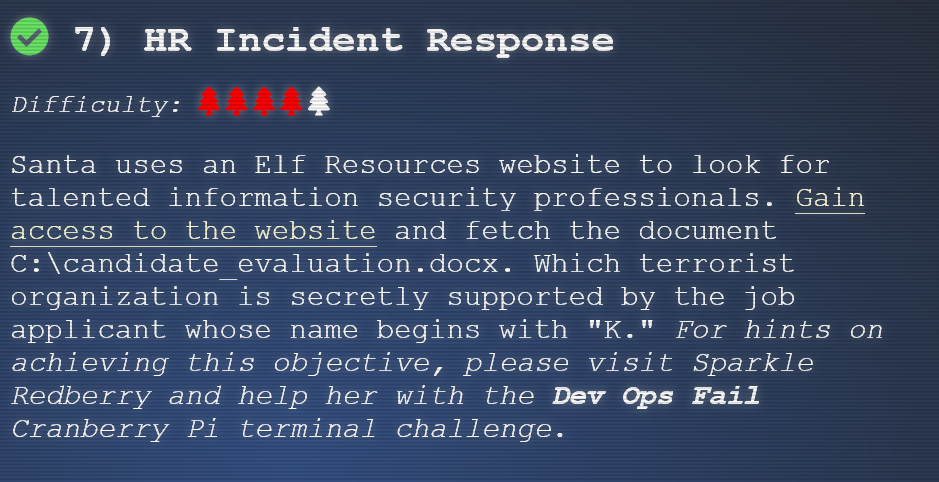 7) HR Incident Response
Difficulty:
Santa uses an Elf Resources website to look for
talented information security professionals. Gain
access to the website and fetch the document
C:\candidate_evaluation.docx. Which terrorist
organization is secretly supported by the job
applicant whose name begins with "K." For hints on
achieving this objective, please visit Sparkle
Redberry and help her with the Dev Ops Fail
Cranberry Pi terminal challenge.